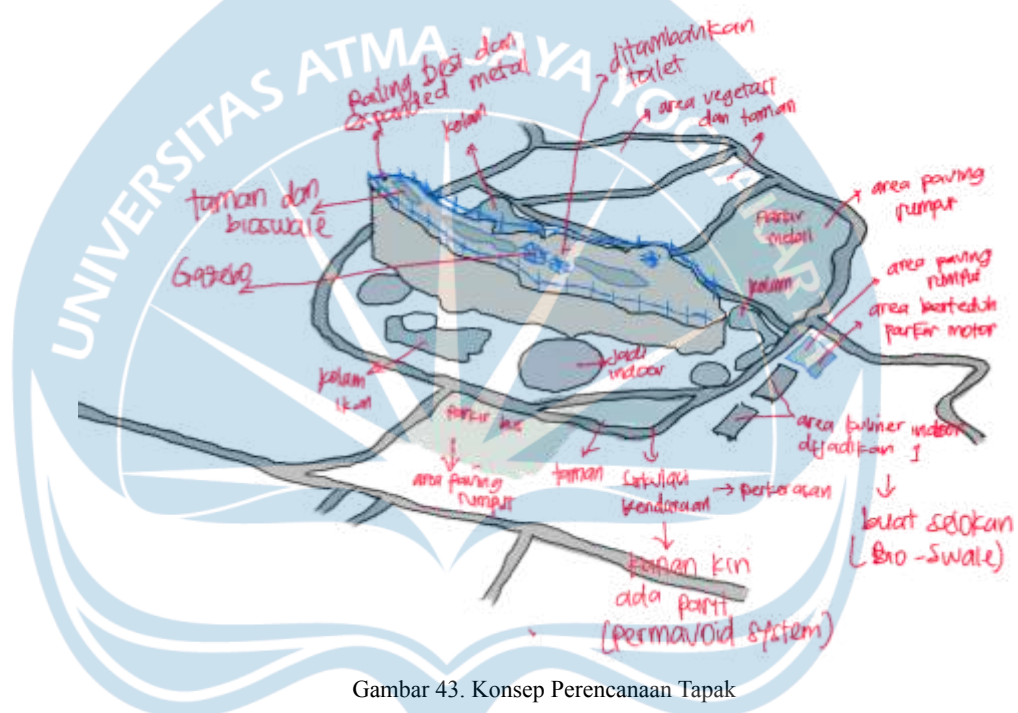 UNIVERSITAS ATMA JAYA YOGYAKAR
Railing besi dan
expanded metal
ditambahkan
toilet
kolam
area vegetasi
dan taman
taman dan
bioswale
area paving
rumput
Parkir
mobil
Gazebo
area paving
rumput
kolam
area berteduh
parkir motor
jadi
indoor
kolam
ikan
parkir bus
area kuliner indoor
dijadikan 1
area paving
rumput
taman
Sirkulasi
kendaraan → perkerasan
buat selokan
(Bio-Swale)
kanan kiri
ada parit
(permavoid system)
Gambar 43. Konsep Perencanaan Tapak